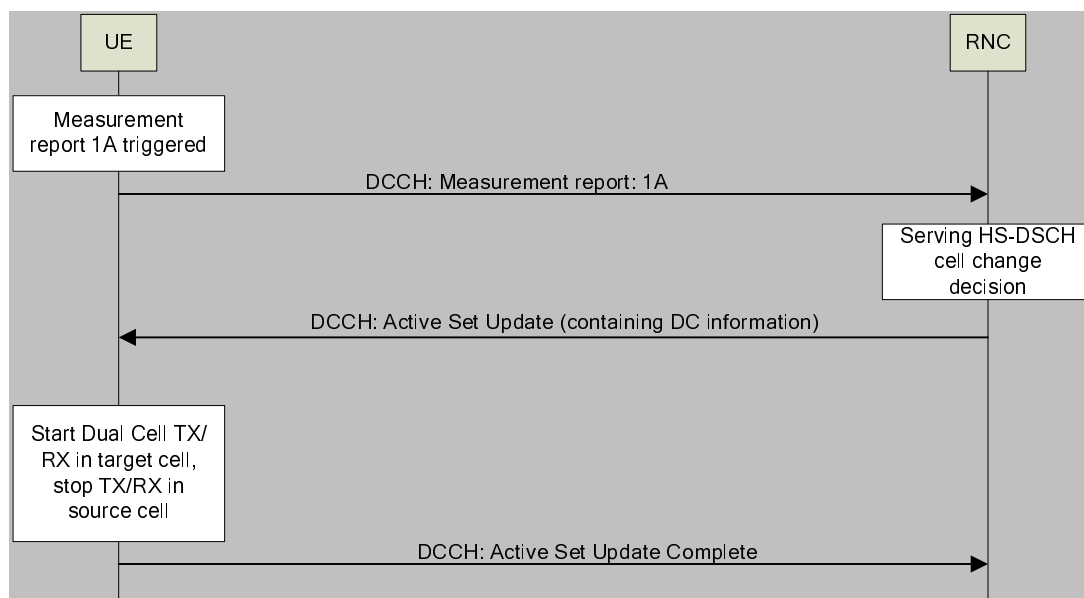 UE
RNC
Measurement
report 1A triggered
DCCH: Measurement report: 1A
Serving HS-DSCH
cell change
decision
DCCH: Active Set Update (containing DC information)
Start Dual Cell TX/
RX in target cell,
stop TX/RX in
source cell
DCCH: Active Set Update Complete